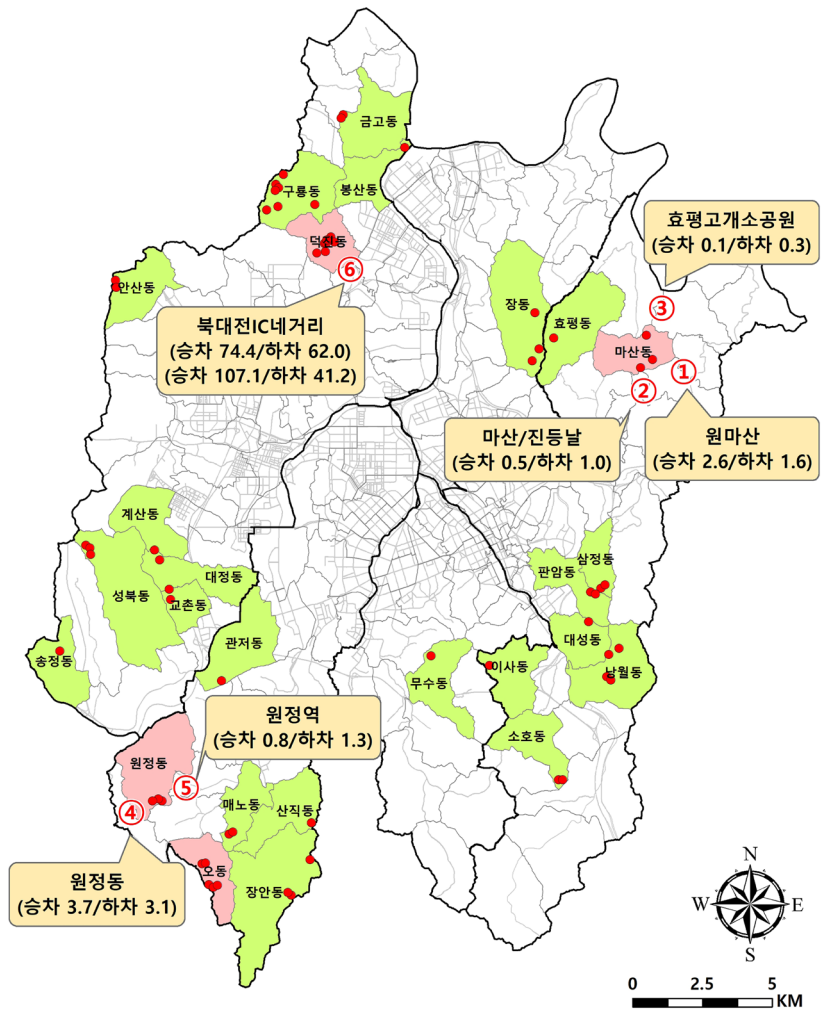 금고동
구룡동
봉산동
덕진동
⑥
안산동
북대전IC네거리
(승차 74.4/하차 62.0)
(승차 107.1/하차 41.2)
효평고개소공원
(승차 0.1/하차 0.3)
장동
효평동
③
마산동
①
②
마산/진등날
(승차 0.5/하차 1.0)
원마산
(승차 2.6/하차 1.6)
계산동
대정동
성북동
교촌동
관저동
송정동
판암동
삼정동
대성동
낭월동
무수동
이사동
소호동
원정역
(승차 0.8/하차 1.3)
원정동
⑤
④
매노동
산직동
오동
장안동
원정동
(승차 3.7/하차 3.1)
N
W
E
S
0 2.5 5
KM